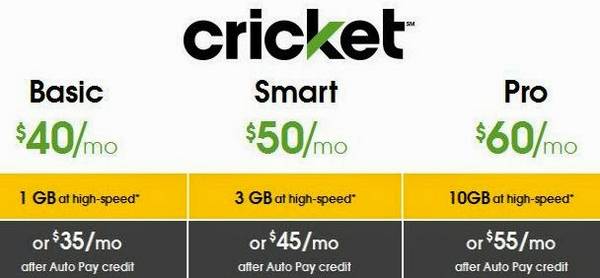 cricket℠
Basic Smart Pro
$40/mo $50/mo $60/mo
1 GB at high-speed* 3 GB at high-speed* 10GB at high-speed*
or $35/mo or $45/mo or $55/mo
after Auto Pay credit after Auto Pay credit after Auto Pay credit